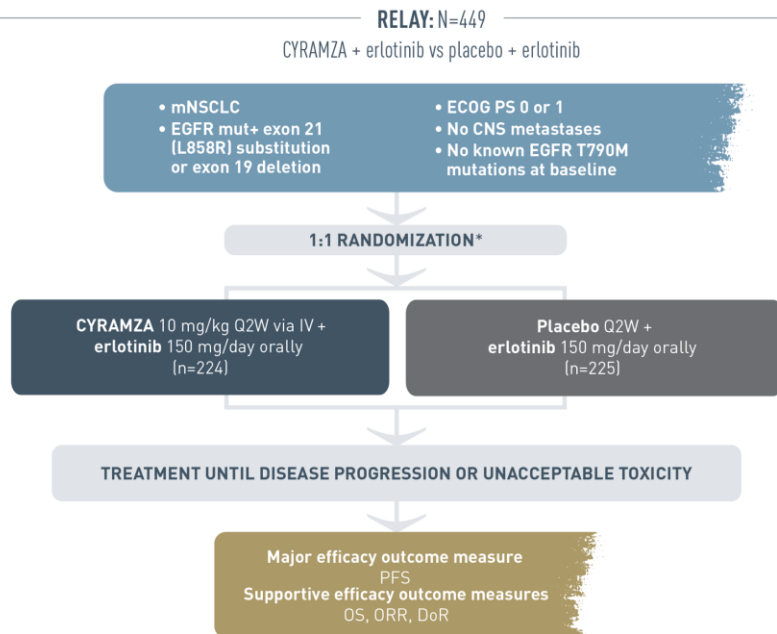 RELAY: N=449
CYRAMZA + erlotinib vs placebo + erlotinib
• mNSCLC
• EGFR mut+ exon 21
(L858R) substitution
or exon 19 deletion
• ECOG PS 0 or 1
• No CNS metastases
• No known EGFR T790M
mutations at baseline
1:1 RANDOMIZATION*
CYRAMZA 10 mg/kg Q2W via IV +
erlotinib 150 mg/day orally
(n=224)
Placebo Q2W +
erlotinib 150 mg/day orally
(n=225)
TREATMENT UNTIL DISEASE PROGRESSION OR UNACCEPTABLE TOXICITY
Major efficacy outcome measure
PFS
Supportive efficacy outcome measures
OS, ORR, DoR